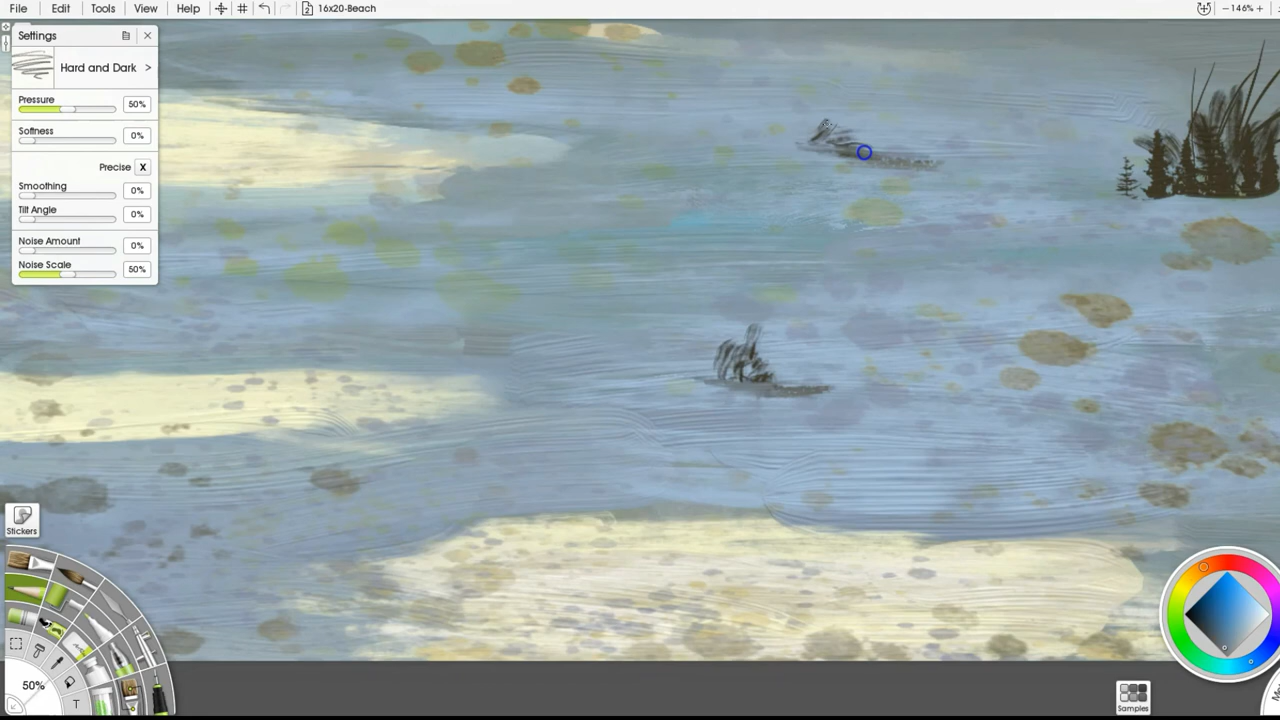 File Edit Tools View Help 2 16x20-Beach −146%+
Settings
Hard and Dark >
Pressure 50%
Softness 0%
Precise X
Smoothing 0%
Tilt Angle 0%
Noise Amount 0%
Noise Scale 50%
Stickers
50%
T
Samples